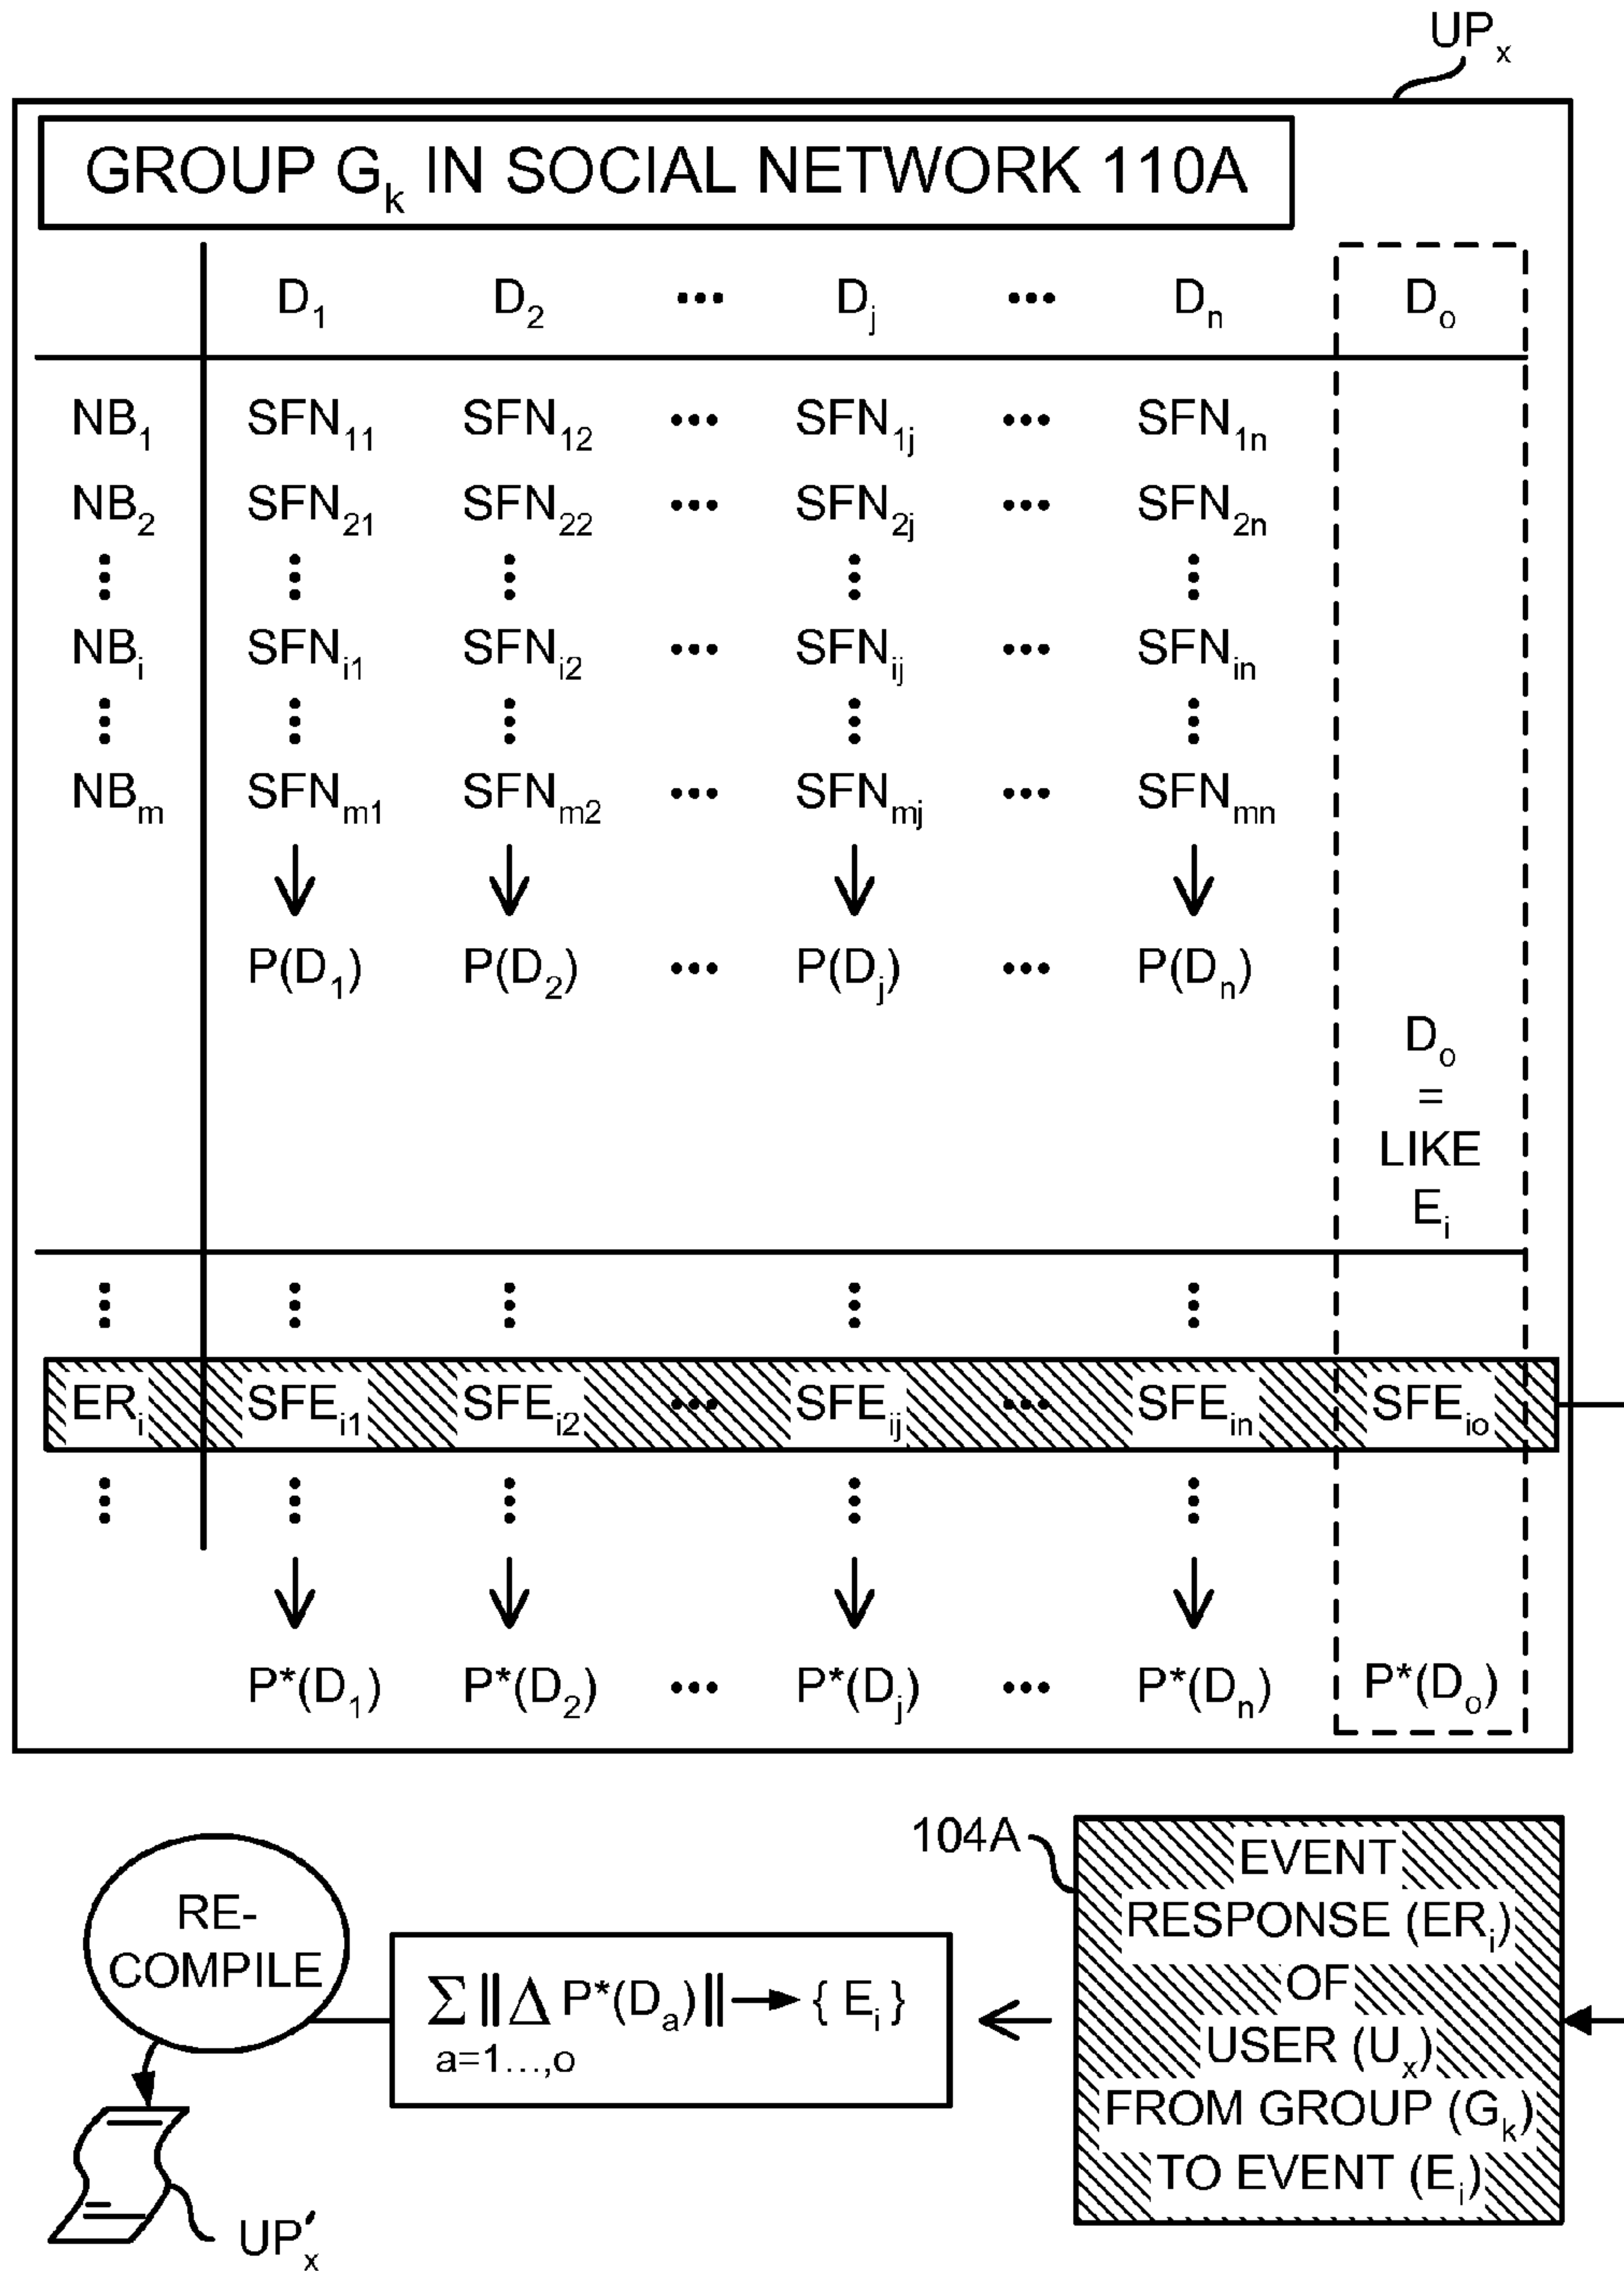 UPx
GROUP Gk IN SOCIAL NETWORK 110A
D1 D2 ••• Dj ••• Dn Do
NB1 SFN11 SFN12 ••• SFN1j ••• SFN1n
NB2 SFN21 SFN22 ••• SFN2j ••• SFN2n
NBi SFNi1 SFNi2 ••• SFNij ••• SFNin
NBm SFNm1 SFNm2 ••• SFNmj ••• SFNmn
P(D1) P(D2) ••• P(Dj) ••• P(Dn)
Do
=
LIKE
Ei
ERi SFEi1 SFEi2 ••• SFEij ••• SFEin SFEio
P*(D1) P*(D2) ••• P*(Dj) ••• P*(Dn) P*(Do)
104A
EVENT
RESPONSE (ERi)
OF
USER (Ux)
FROM GROUP (Gk)
TO EVENT (Ei)
RE-
COMPILE
Σ||Δ P*(Da)||→{ Ei }
a=1...,o
UP′x